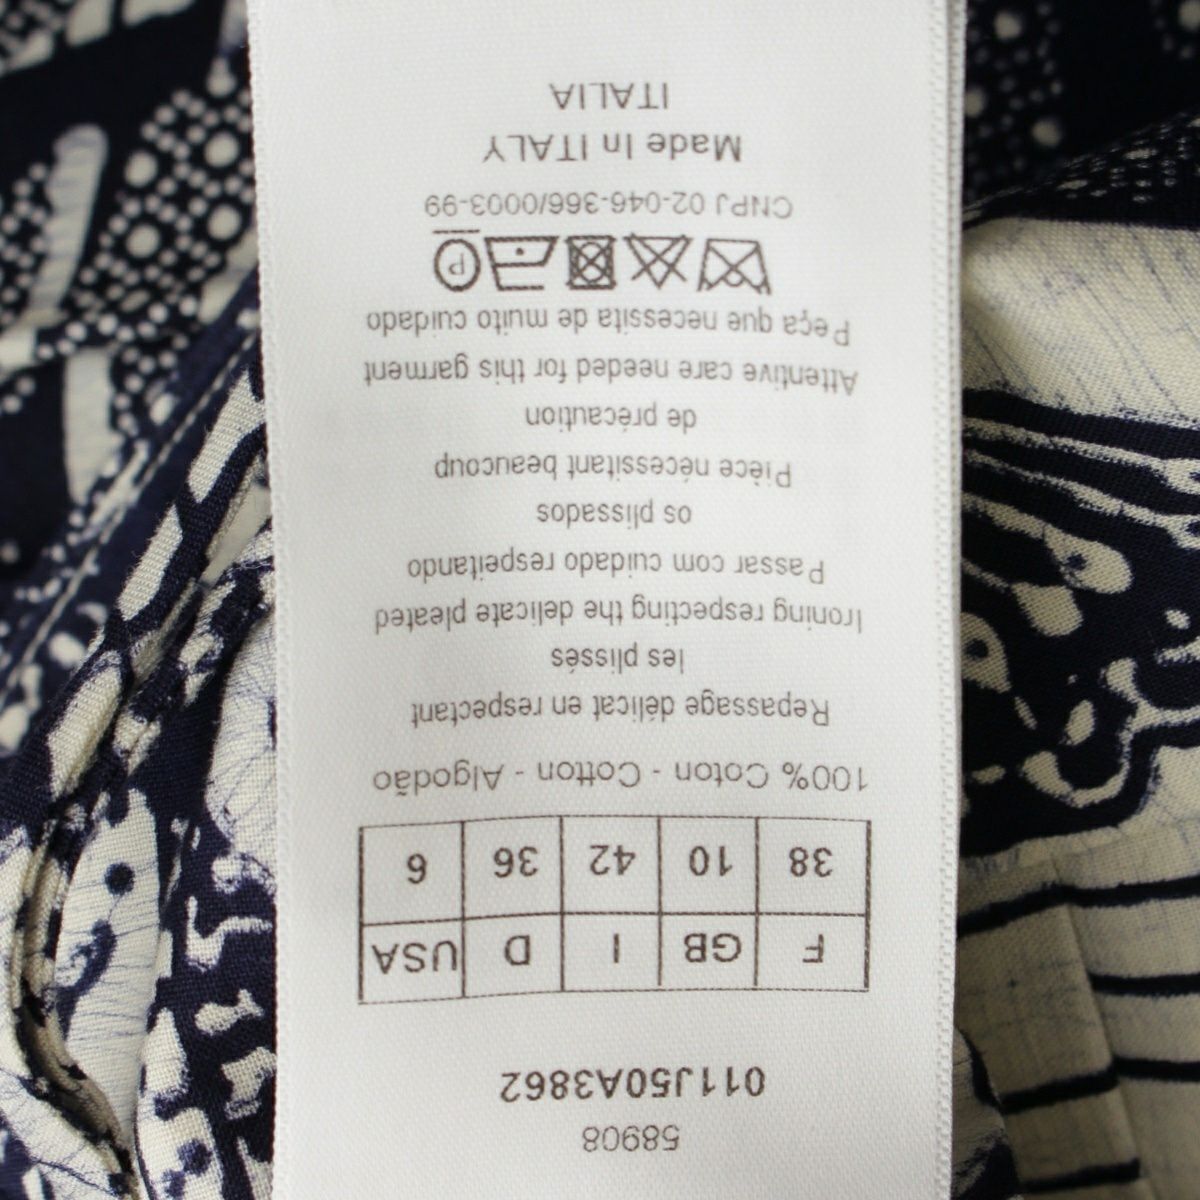 58908
011J50A3862
F GB I D USA
38 10 42 36 6
100% Coton - Cotton - Algodão
Repassage délicat en respectant
les plissés
Ironing respecting the delicate pleated
Passar com cuidado respeitando
os plissados
Pièce nécessitant beaucoup
de précaution
Attentive care needed for this garment
Peça que necessita de muito cuidado
P
CNPJ 02-046-366/0003-99
Made In ITALY
ITALIA